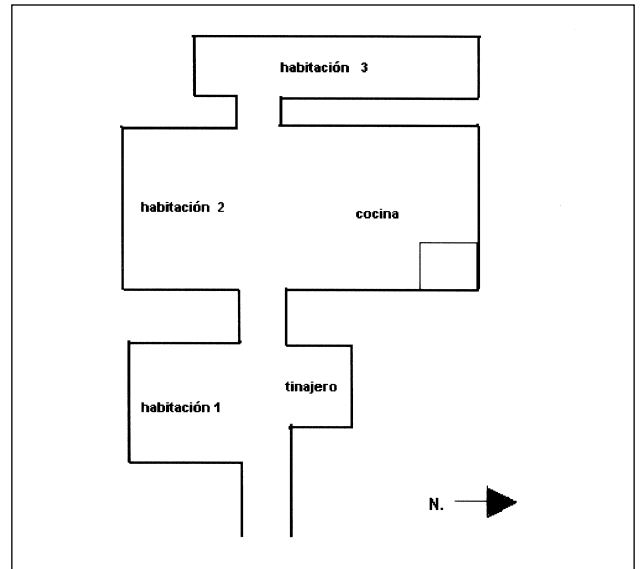 habitación 3
habitación 2
cocina
tinajero
habitación 1
N.